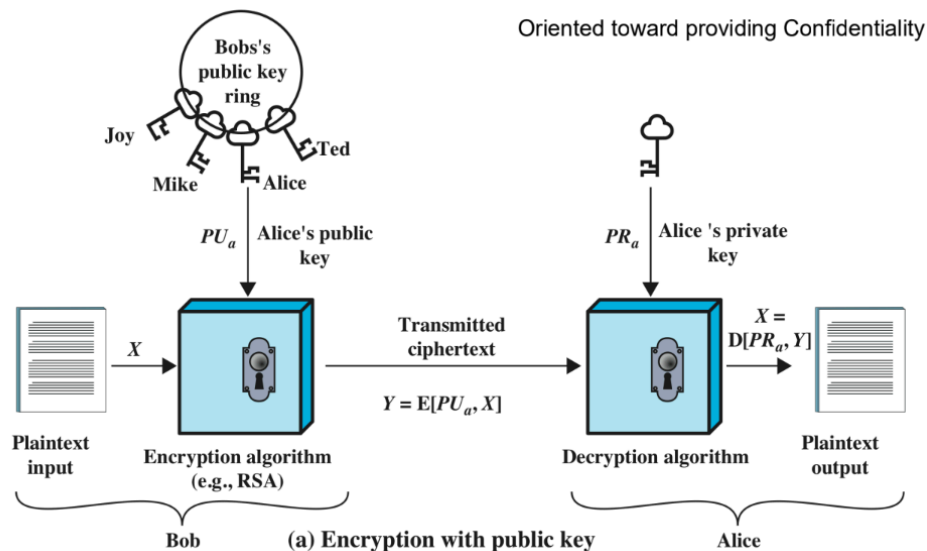 Oriented toward providing Confidentiality
Bobs's
public key
ring
Joy
Ted
Mike
Alice
PUa
Alice's public
key
PRa
Alice 's private
key
X
Transmitted
ciphertext
X =
D[PRa, Y]
Y = E[PUa, X]
Plaintext
input
Encryption algorithm
(e.g., RSA)
Decryption algorithm
Plaintext
output
Bob
(a) Encryption with public key
Alice